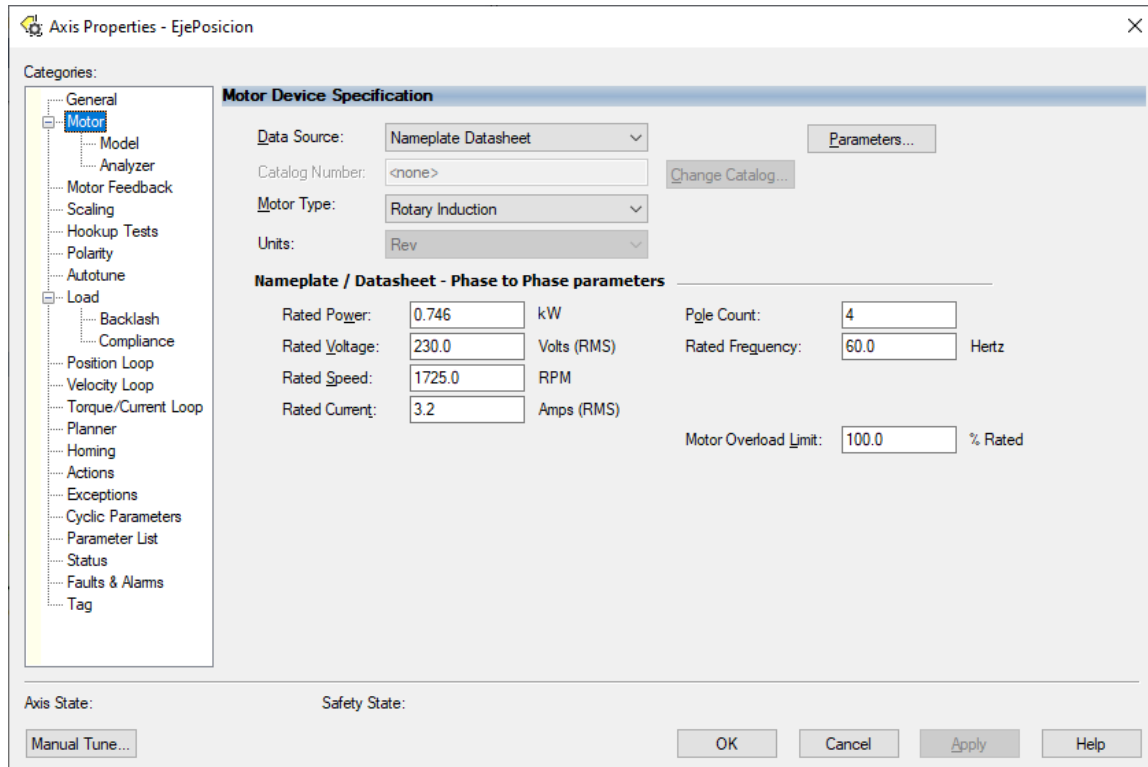 Axis Properties - EjePosicion
Categories:
General
Motor
Model
Analyzer
Motor Feedback
Scaling
Hookup Tests
Polarity
Autotune
Load
Backlash
Compliance
Position Loop
Velocity Loop
Torque/Current Loop
Planner
Homing
Actions
Exceptions
Cyclic Parameters
Parameter List
Status
Faults & Alarms
Tag
Motor Device Specification
Data Source: Nameplate Datasheet Parameters...
Catalog Number: <none> Change Catalog...
Motor Type: Rotary Induction
Units: Rev
Nameplate / Datasheet - Phase to Phase parameters
Rated Power: 0.746 kW Pole Count: 4
Rated Voltage: 230.0 Volts (RMS) Rated Frequency: 60.0 Hertz
Rated Speed: 1725.0 RPM
Rated Current: 3.2 Amps (RMS)
Motor Overload Limit: 100.0 % Rated
Axis State: Safety State:
Manual Tune... OK Cancel Apply Help